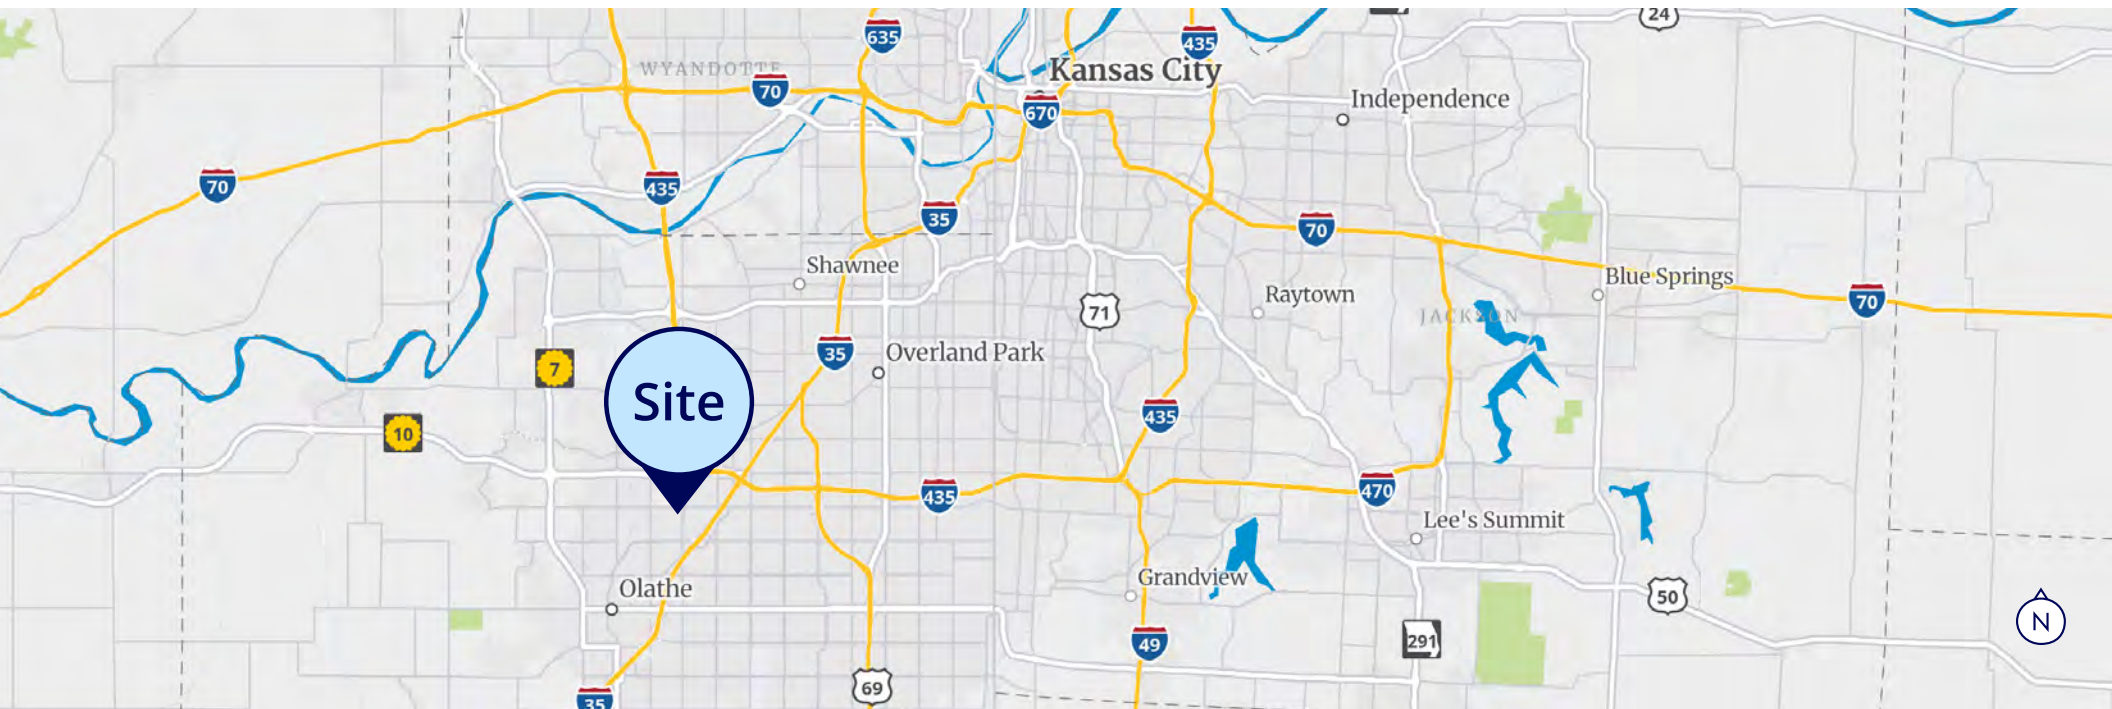 24
635
435
WYANDOTTE
Kansas City
70
Independence
670
70
435
35
70
Shawnee
Blue Springs
Raytown
70
71
JACKSON
35
Overland Park
7
Site
435
10
470
435
Lee's Summit
Grandview
Olathe
50
N
49
291
69
35